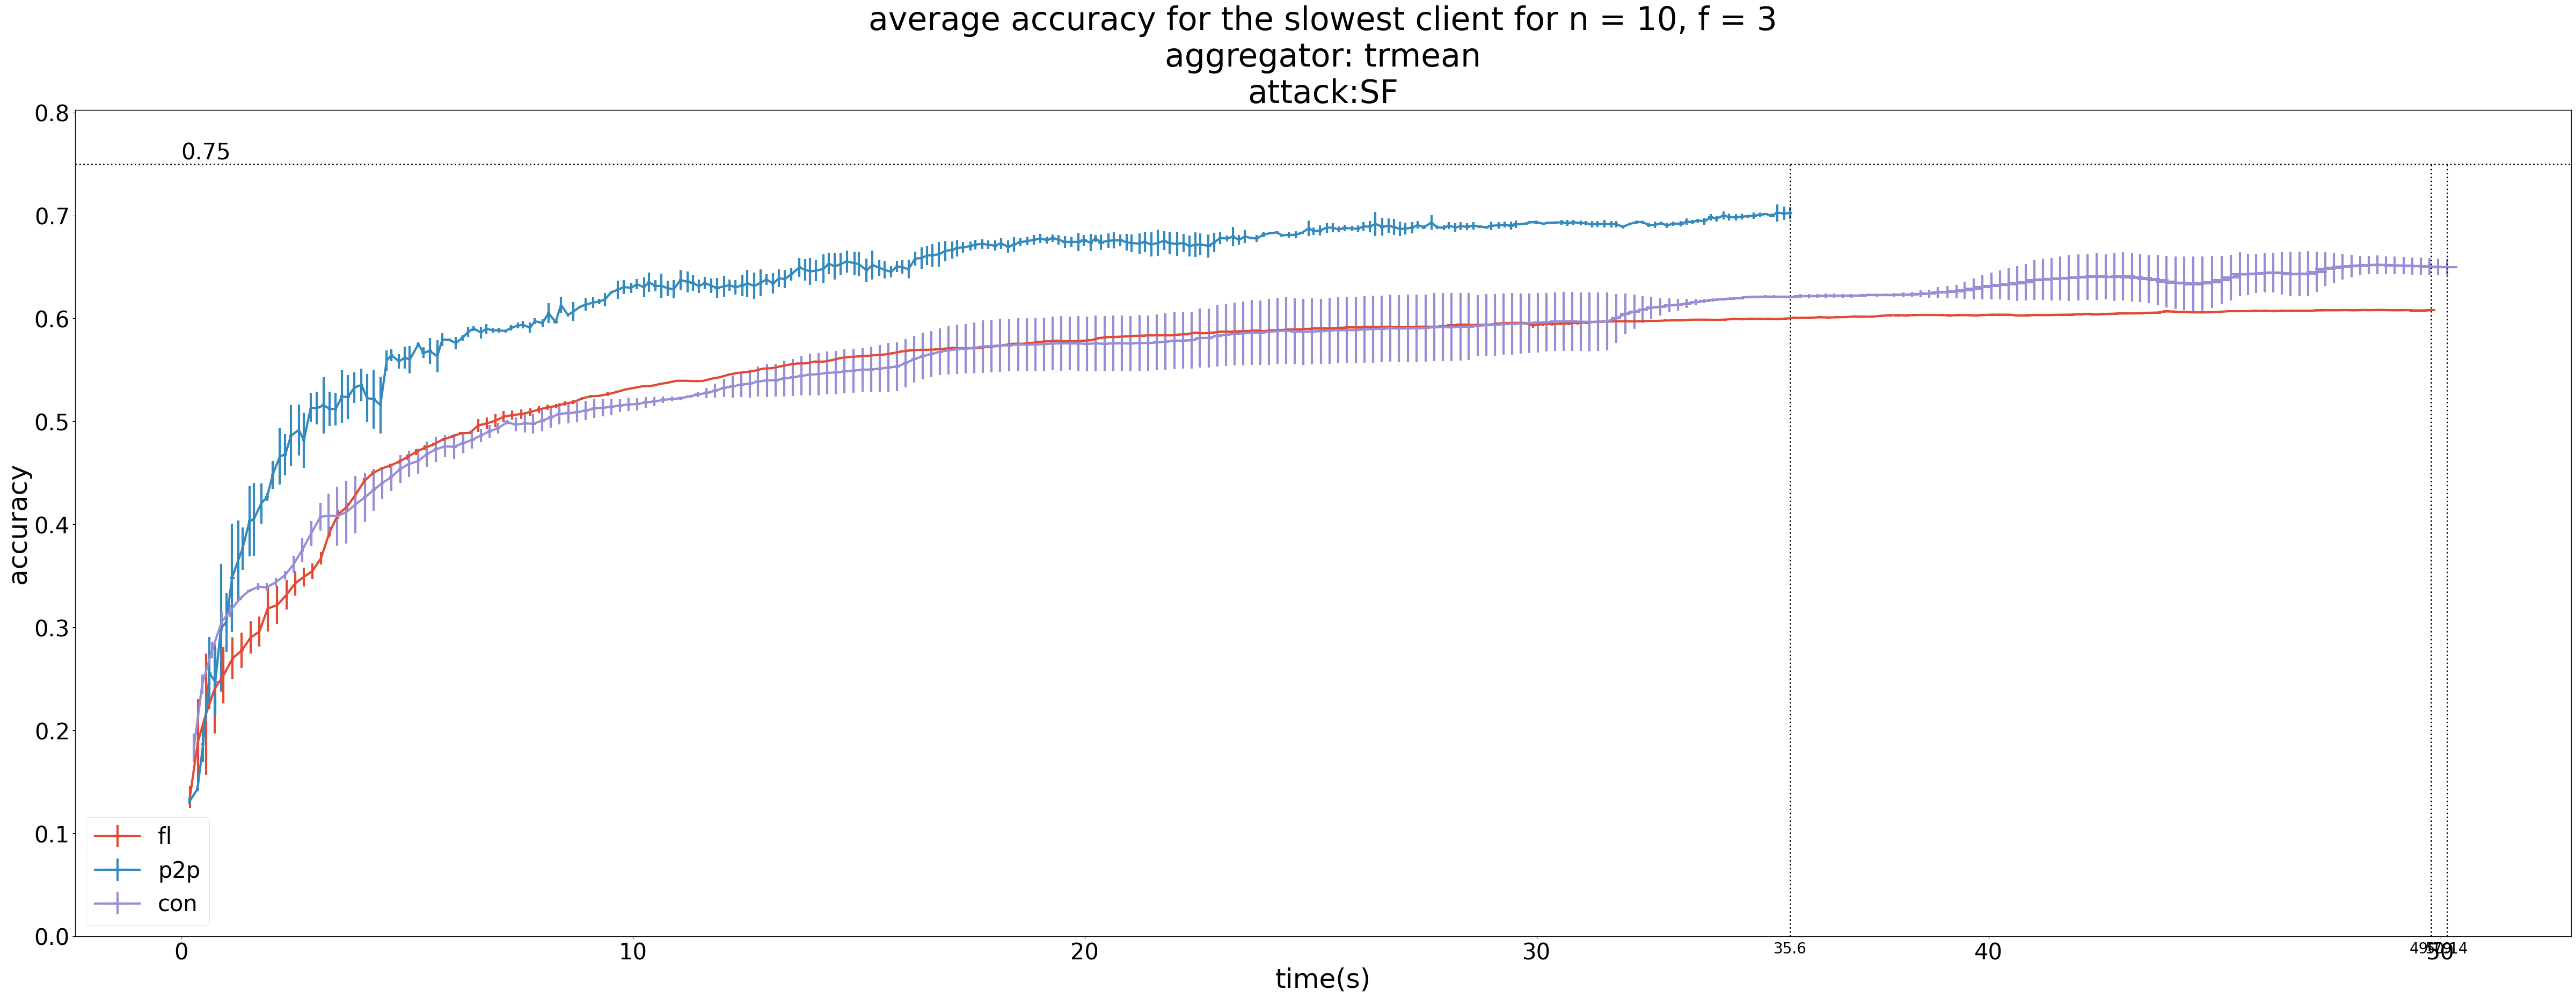 average accuracy for the slowest client for n = 10, f = 3
aggregator: trmean
attack:SF
0.8
0.75
0.7
0.6
0.5
0.4
0.3
0.2
0.1
0.0
accuracy
fl
p2p
con
0 10 20 30 35.6 40 50
time(s)